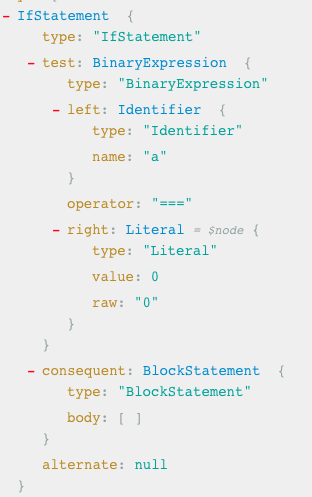 - IfStatement {
type: "IfStatement"
- test: BinaryExpression {
type: "BinaryExpression"
- left: Identifier {
type: "Identifier"
name: "a"
}
operator: "==="
- right: Literal = $node {
type: "Literal"
value: 0
raw: "0"
}
}
- consequent: BlockStatement {
type: "BlockStatement"
body: [ ]
}
alternate: null
}